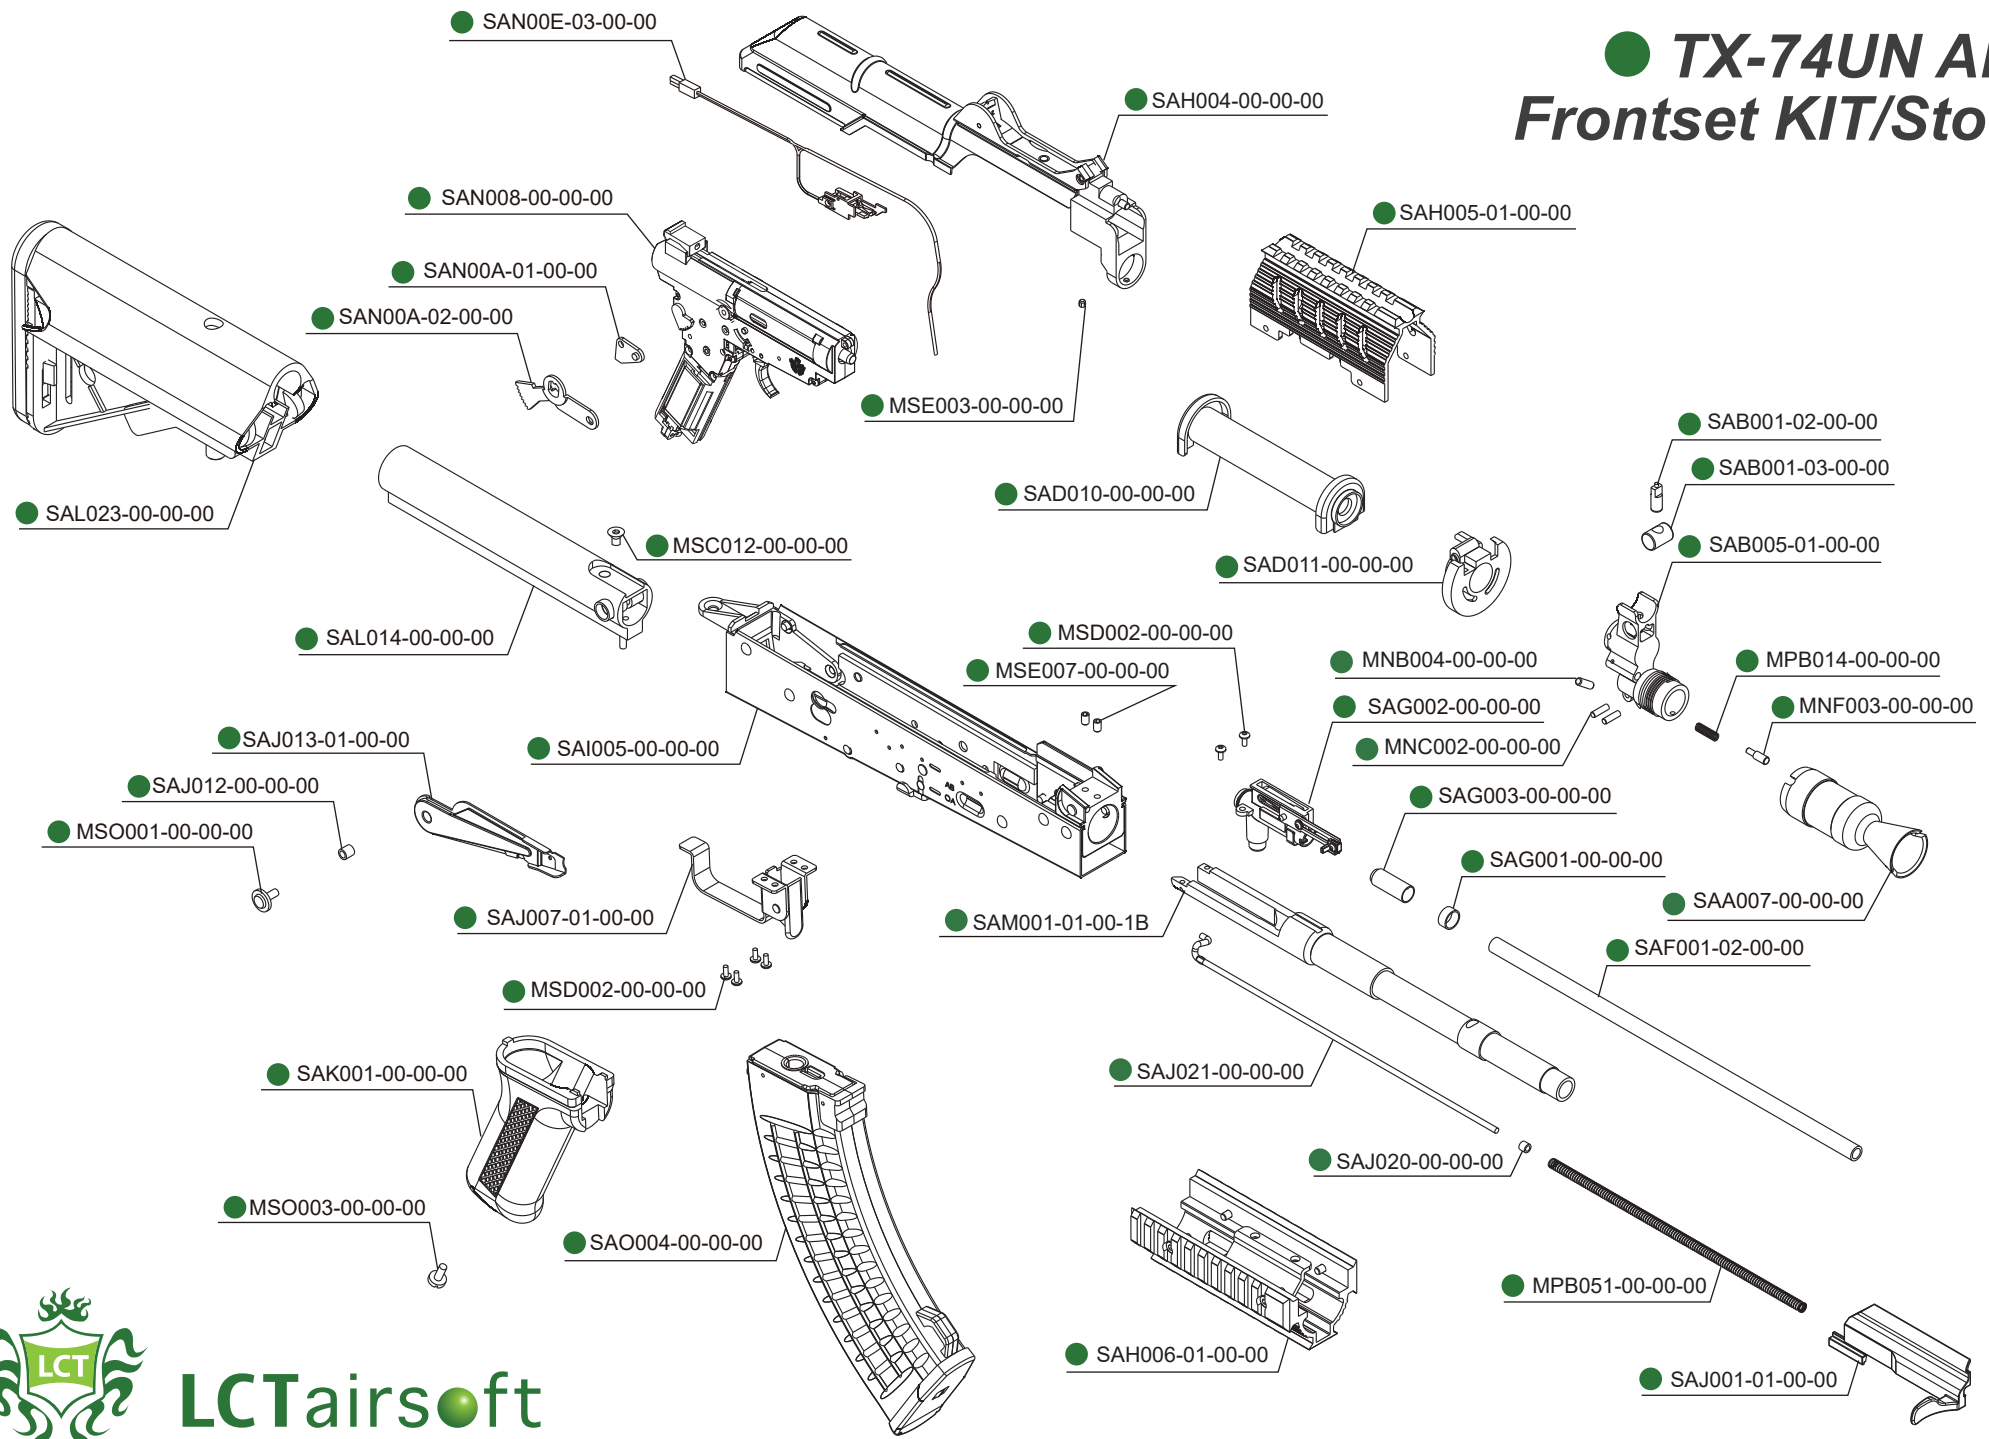 TX-74UN
Frontset KIT/Sto
SAN00E-03-00-00
SAH004-00-00-00
SAN008-00-00-00
SAH005-01-00-00
SAN00A-01-00-00
SAN00A-02-00-00
MSE003-00-00-00
SAB001-02-00-00
SAB001-03-00-00
SAD010-00-00-00
SAL023-00-00-00
MSC012-00-00-00
SAB005-01-00-00
SAD011-00-00-00
SAL014-00-00-00
MSD002-00-00-00
MSE007-00-00-00
MNB004-00-00-00
MPB014-00-00-00
SAG002-00-00-00
MNF003-00-00-00
SAJ013-01-00-00
SAI005-00-00-00
MNC002-00-00-00
SAJ012-00-00-00
SAG003-00-00-00
MSO001-00-00-00
SAG001-00-00-00
SAA007-00-00-00
SAJ007-01-00-00
SAM001-01-00-1B
SAF001-02-00-00
MSD002-00-00-00
SAK001-00-00-00
SAJ021-00-00-00
SAJ020-00-00-00
MSO003-00-00-00
SAO004-00-00-00
MPB051-00-00-00
SAH006-01-00-00
SAJ001-01-00-00
LCT
LCTairsoft